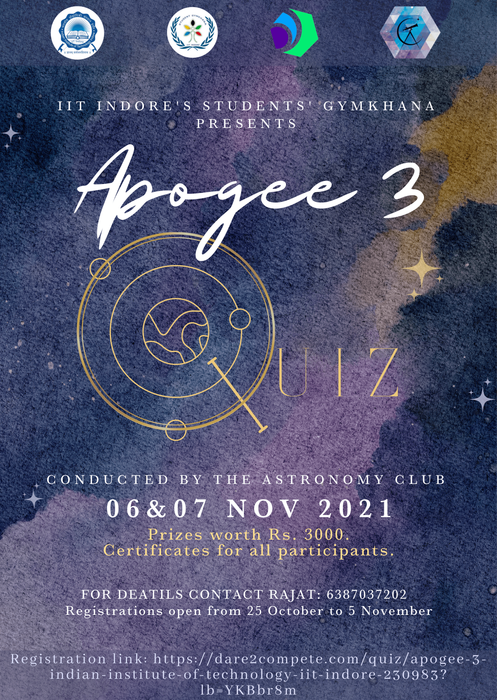 IIT INDORE'S STUDENTS' GYMKHANA
PRESENTS
Apogee 3
QUIZ
CONDUCTED BY THE ASTRONOMY CLUB
06&07 NOV 2021
Prizes worth Rs. 3000.
Certificates for all participants.
FOR DEATILS CONTACT RAJAT: 6387037202
Registrations open from 25 October to 5 November
Registration link: https://dare2compete.com/quiz/apogee-3-
indian-institute-of-technology-iit-indore-230983?
lb=YKBbr8m